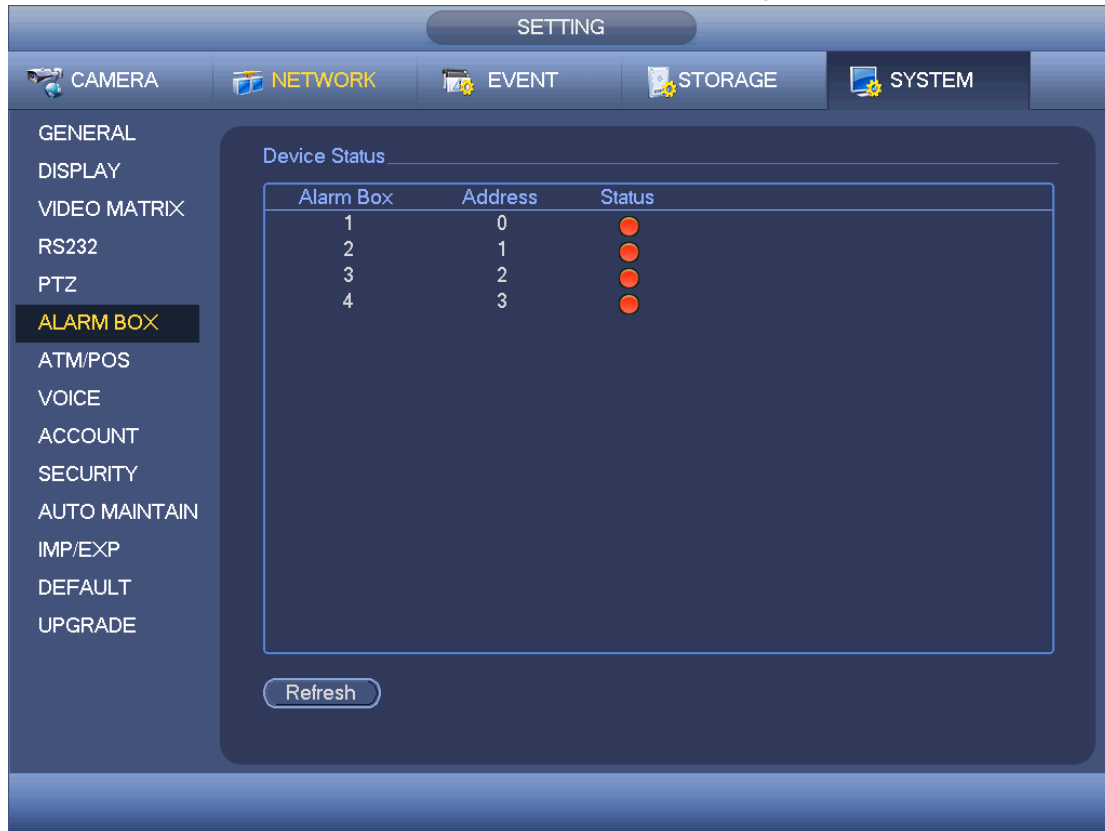 SETTING
CAMERA NETWORK EVENT STORAGE SYSTEM
GENERAL
DISPLAY
VIDEO MATRIX
RS232
PTZ
ALARM BOX
ATM/POS
VOICE
ACCOUNT
SECURITY
AUTO MAINTAIN
IMP/EXP
DEFAULT
UPGRADE
Device Status
Alarm Box Address Status
1 0
2 1
3 2
4 3
Refresh